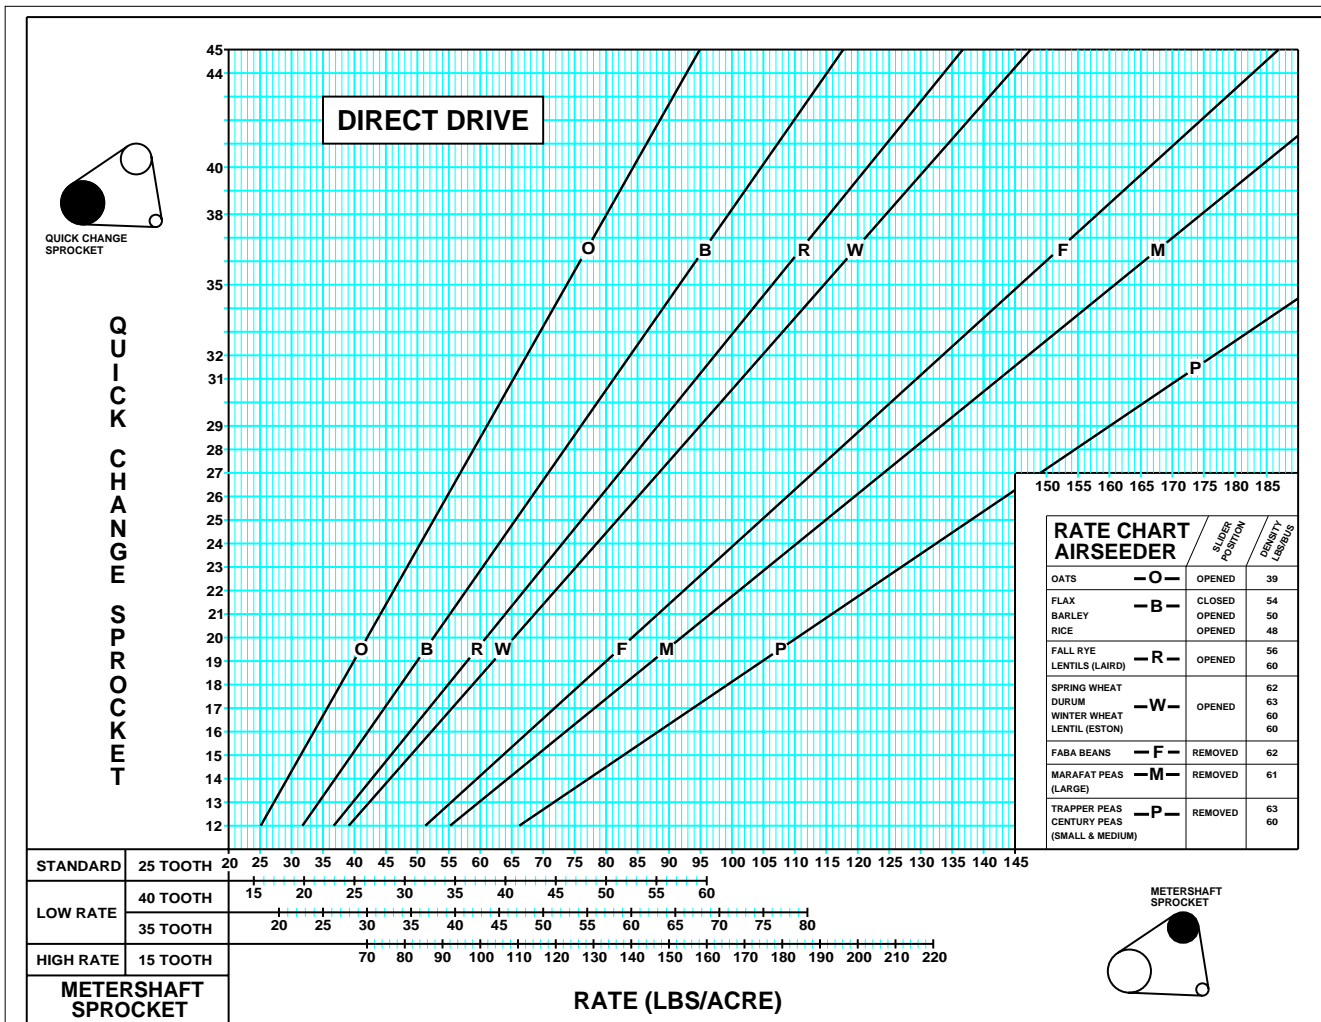 DIRECT DRIVE
45
44
40
38
35
32
31
29
27
26
25
24
23
22
21
20
19
18
17
16
15
14
13
12
QUICK CHANGE
SPROCKET
QUICK CHANGE SPROCKET
O B R W F M
P
O B R W F M P
150 155 160 165 170 175 180 185
RATE CHART
AIRSEEDER
SLIDER
POSITION
DENSITY
LBS/BUS
OATS O OPENED 39
FLAX CLOSED 54
BARLEY B OPENED 50
RICE OPENED 48
FALL RYE 56
LENTILS (LAIRD) R OPENED 60
SPRING WHEAT 62
DURUM W OPENED 63
WINTER WHEAT 60
LENTIL (ESTON) 60
FABA BEANS F REMOVED 62
MARAFAT PEAS M REMOVED 61
(LARGE)
TRAPPER PEAS 63
CENTURY PEAS P REMOVED 60
(SMALL & MEDIUM)
STANDARD 25 TOOTH 20 25 30 35 40 45 50 55 60 65 70 75 80 85 90 95 100 105 110 115 120 125 130 135 140 145
LOW RATE
40 TOOTH 15 20 25 30 35 40 45 50 55 60
35 TOOTH 20 25 30 35 40 45 50 55 60 65 70 75 80
HIGH RATE 15 TOOTH 70 80 90 100 110 120 130 140 150 160 170 180 190 200 210 220
METERSHAFT
SPROCKET
RATE (LBS/ACRE)
METERSHAFT
SPROCKET